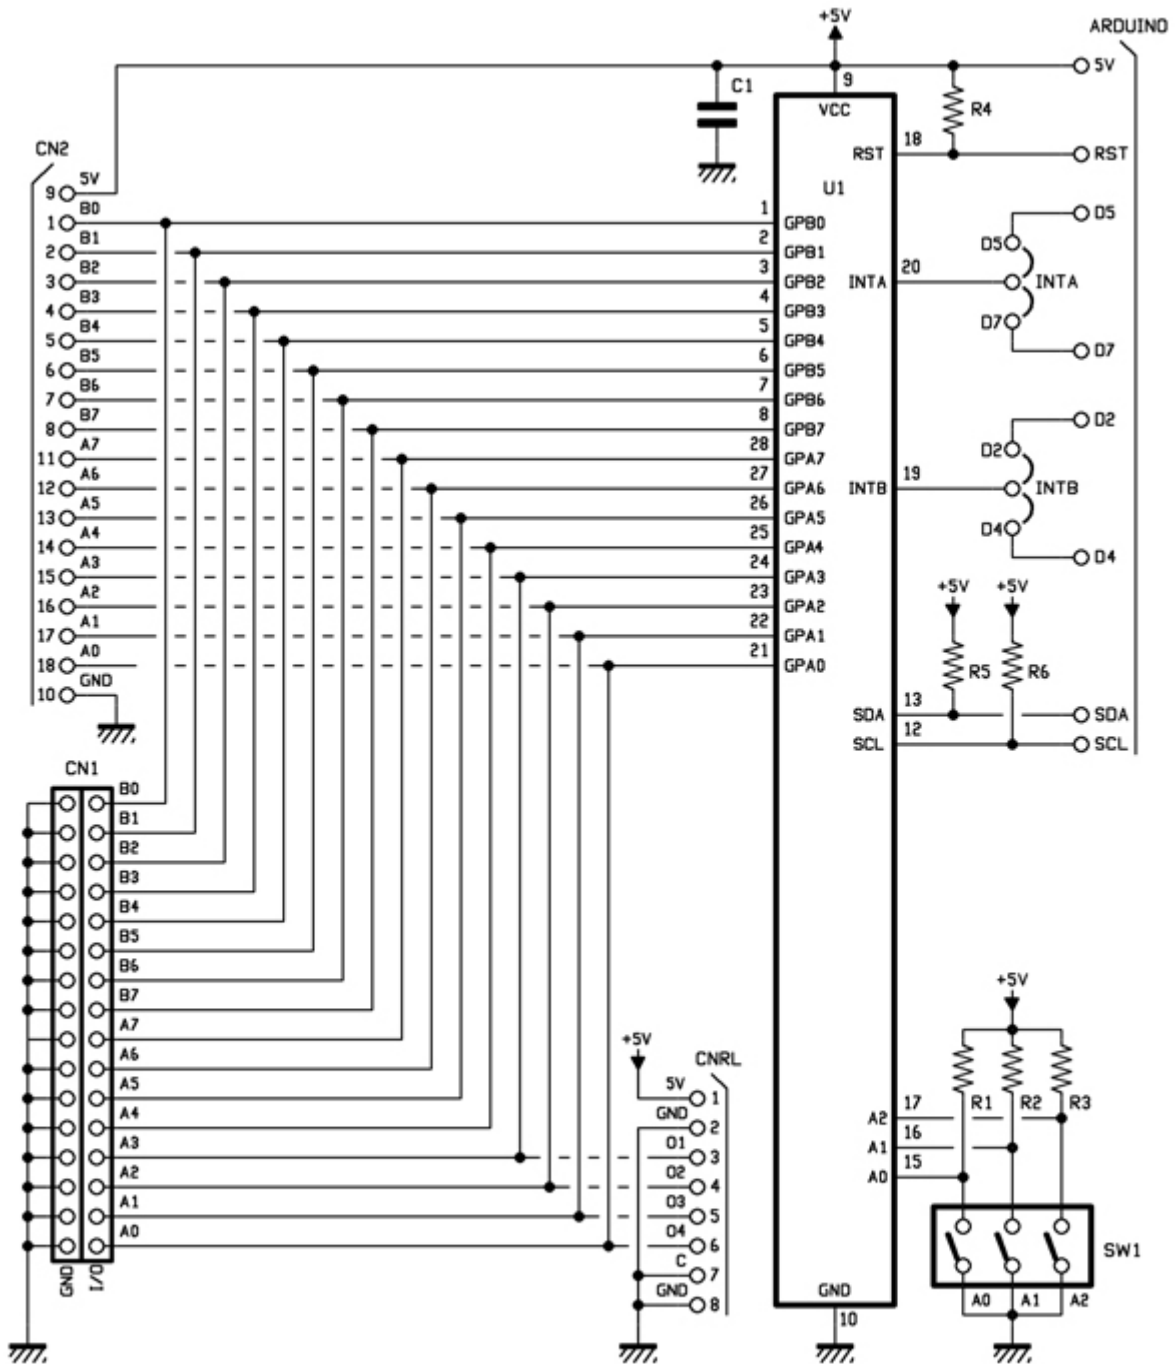 +5V
ARDUINO
C1
9
5V
VCC
R4
CN2
18
RST
RST
5V
9
U1
B0
1
1
GPB0
D5
B1
2
2
GPB1
D5
B2
3
3
GPB2
INTA
20
INTA
B3
4
4
GPB3
D7
B4
5
5
GPB4
D7
B5
6
6
GPB5
B6
7
7
GPB6
D2
B7
8
8
GPB7
D2
A7
11
28
GPA7
A6
12
27
GPA6
INTB
19
INTB
A5
13
26
GPA5
D4
A4
14
25
GPA4
D4
A3
15
24
GPA3
+5V
+5V
A2
16
23
GPA2
A1
17
22
GPA1
A0
18
21
GPA0
R5
R6
GND
10
SDA
13
SDA
SCL
12
SCL
CN1
B0
B1
B2
B3
B4
B5
B6
B7
A7
A6
A5
A4
A3
A2
A1
A0
GND
I/O
+5V
CNRL
5V
1
GND
2
O1
3
O2
4
O3
5
O4
6
C
7
GND
8
+5V
R1
R2
R3
A2
17
A1
16
A0
15
SW1
A0
A1
A2
GND
10